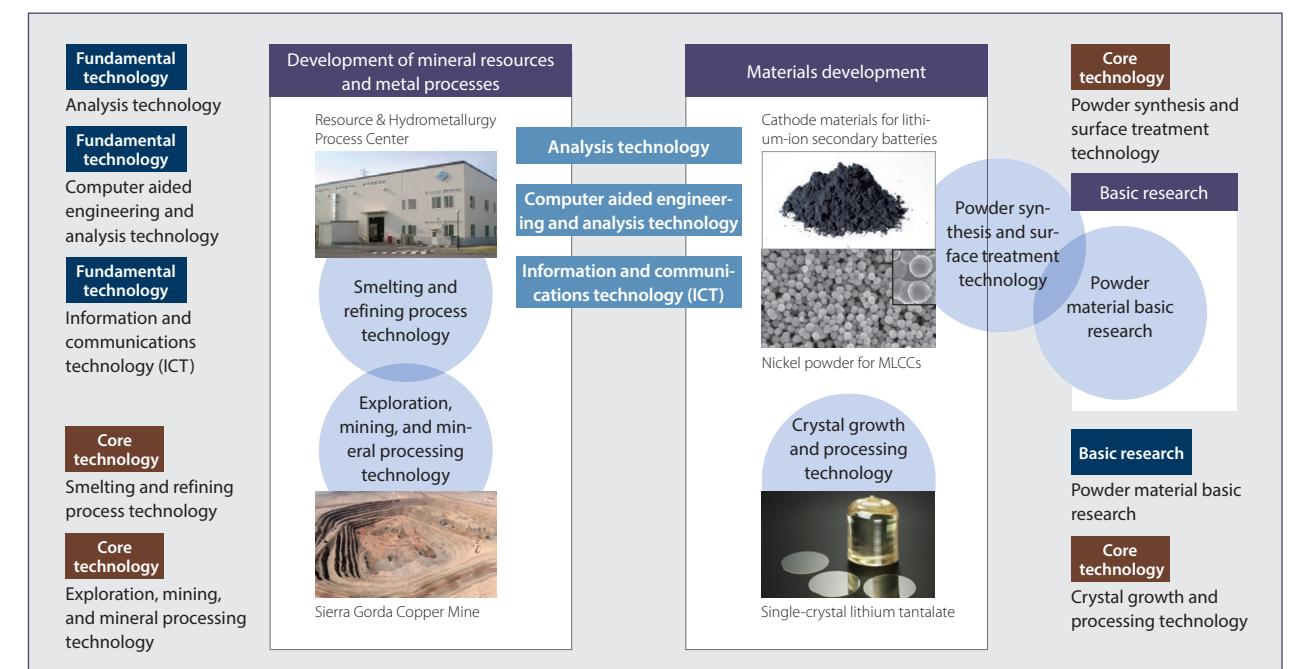 Fundamental
technology
Analysis technology
Fundamental
technology
Computer aided
engineering and
analysis technology
Fundamental
technology
Information and
communications
technology (ICT)
Core
technology
Smelting and refining
process technology
Core
technology
Exploration, mining,
and mineral processing
technology
Development of mineral resources
and metal processes
Resource & Hydrometallurgy
Process Center
Smelting and
refining process
technology
Exploration,
mining, and min-
eral processing
technology
Sierra Gorda Copper Mine
Analysis technology
Computer aided engineer-
ing and analysis technology
Information and communi-
cations technology (ICT)
Materials development
Cathode materials for lithi-
um-ion secondary batteries
Nickel powder for MLCCs
Crystal growth
and processing
technology
Single-crystal lithium tantalate
Powder syn-
thesis and sur-
face treatment
technology
Core
technology
Powder synthesis and
surface treatment
technology
Basic research
Powder
material basic
research
Basic research
Powder material basic
research
Core
technology
Crystal growth and
processing technology